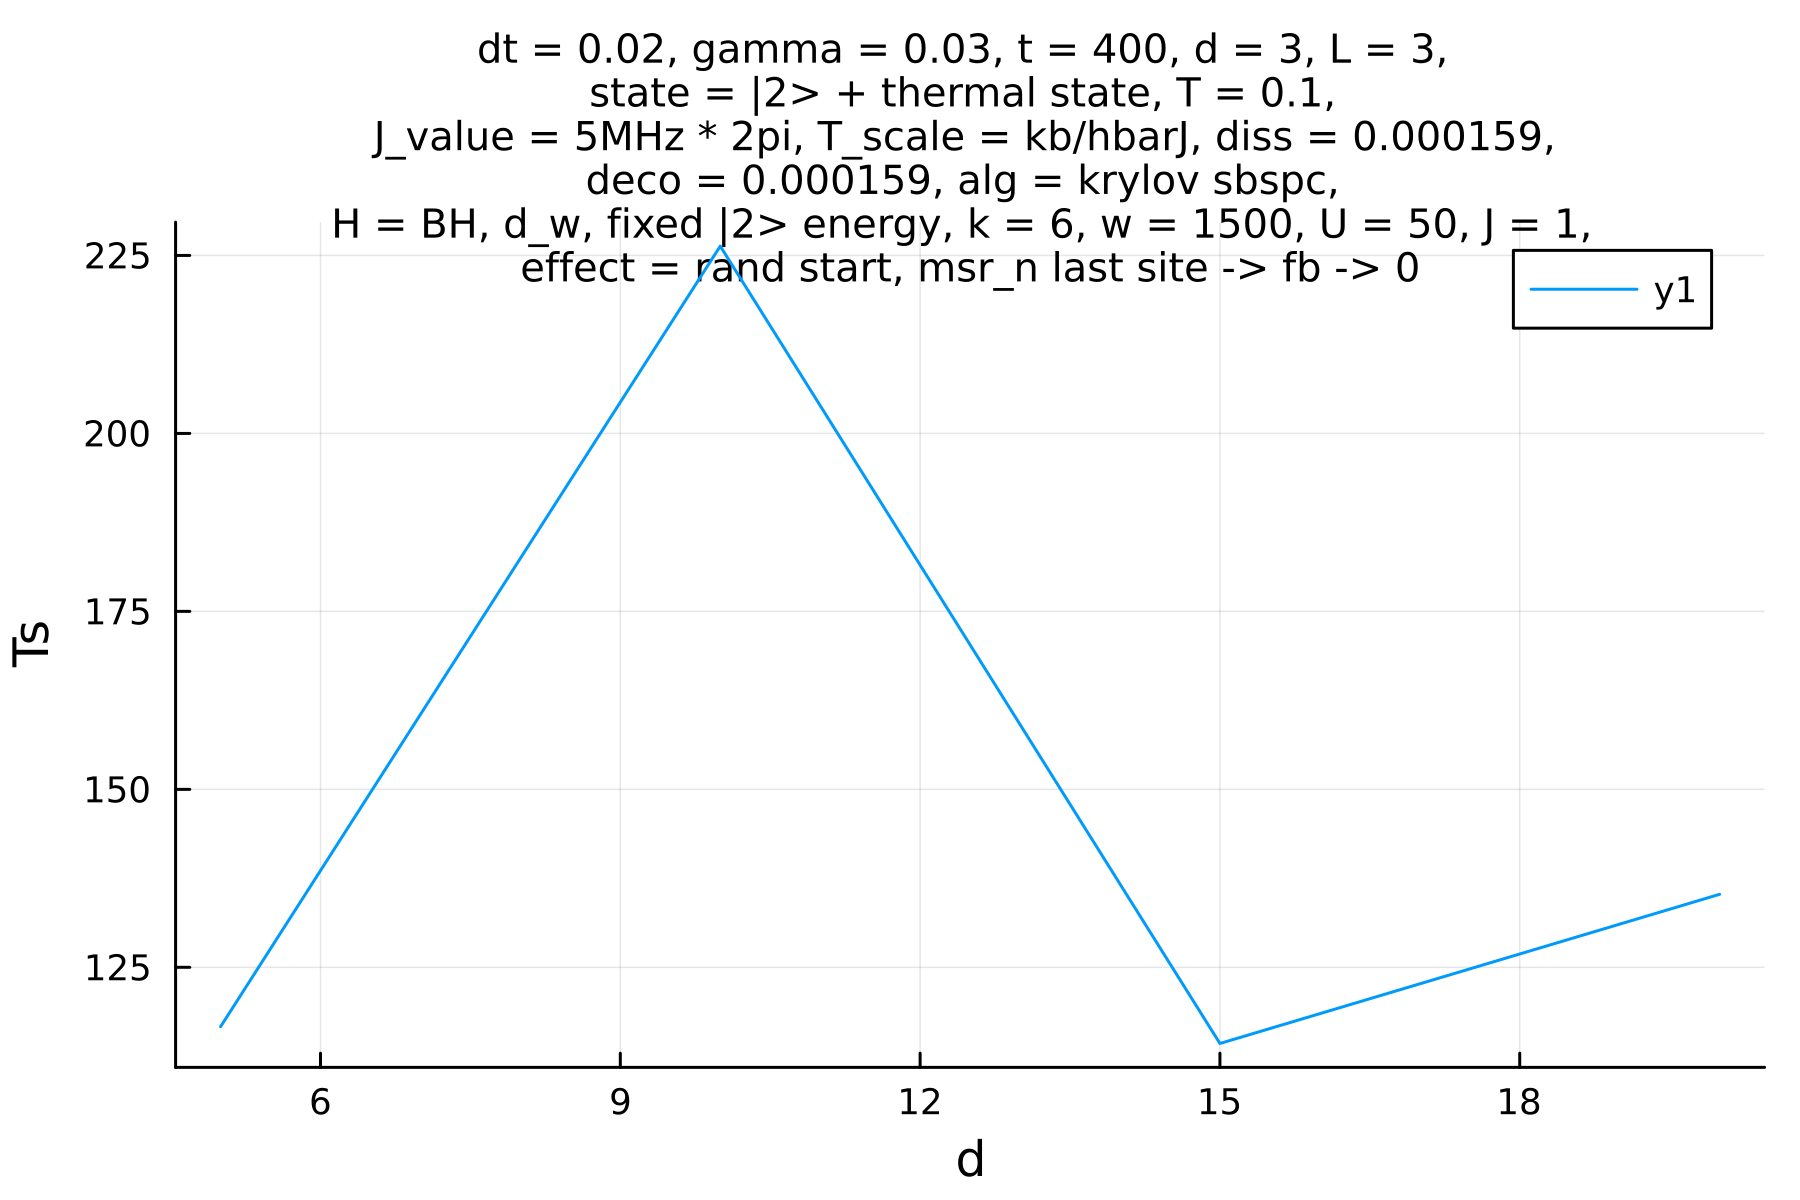 dt = 0.02, gamma = 0.03, t = 400, d = 3, L = 3,
state = |2> + thermal state, T = 0.1,
J_value = 5MHz * 2pi, T_scale = kb/hbarJ, diss = 0.000159,
deco = 0.000159, alg = krylov sbspc,
H = BH, d_w, fixed |2> energy, k = 6, w = 1500, U = 50, J = 1,
effect = rand start, msr_n last site -> fb -> 0
y1
225
200
175
150
125
Ts
6 9 12 15 18
d